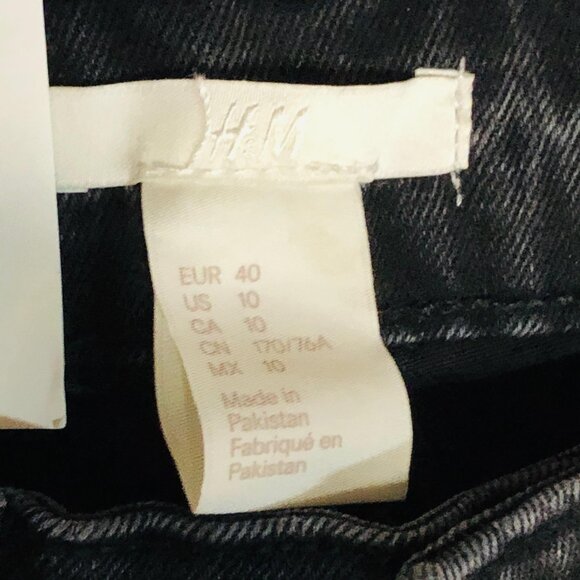 H&M
EUR 40
US 10
CA 10
CN 170/76A
MX 10
Made in
Pakistan
Fabriqué en
Pakistan